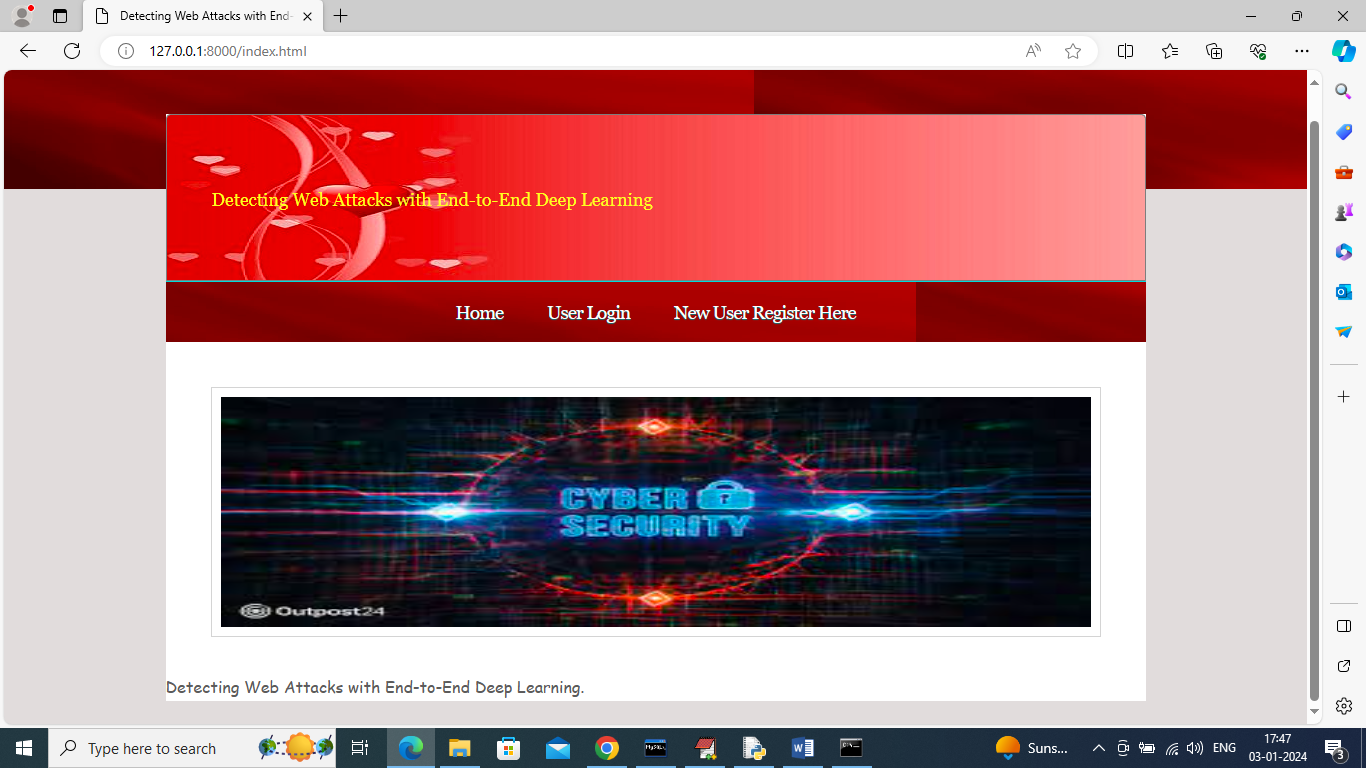 Detecting Web Attacks with End-
127.0.0.1:8000/index.html
Detecting Web Attacks with End-to-End Deep Learning
Home User Login New User Register Here
CYBER
SECURITY
Outpost24
Detecting Web Attacks with End-to-End Deep Learning.
Type here to search
Suns...
ENG
17:47
03-01-2024
3